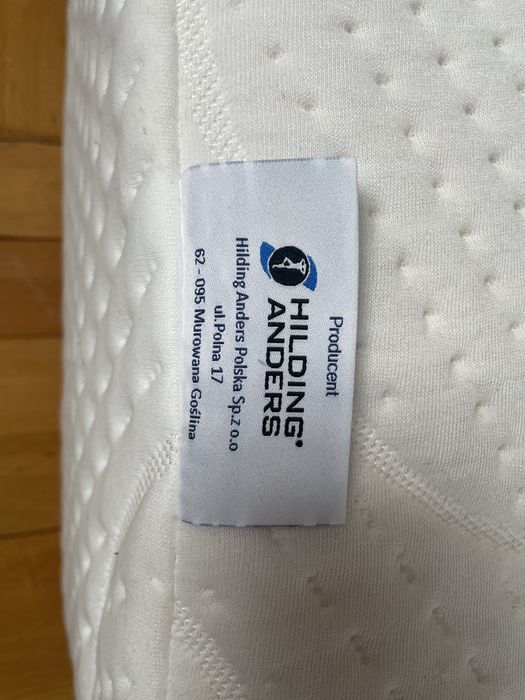 Producent
HILDING
ANDERS
Hilding Anders Polska Sp.z o.o
ul.Polna 17
62 - 095 Murowana Goślina